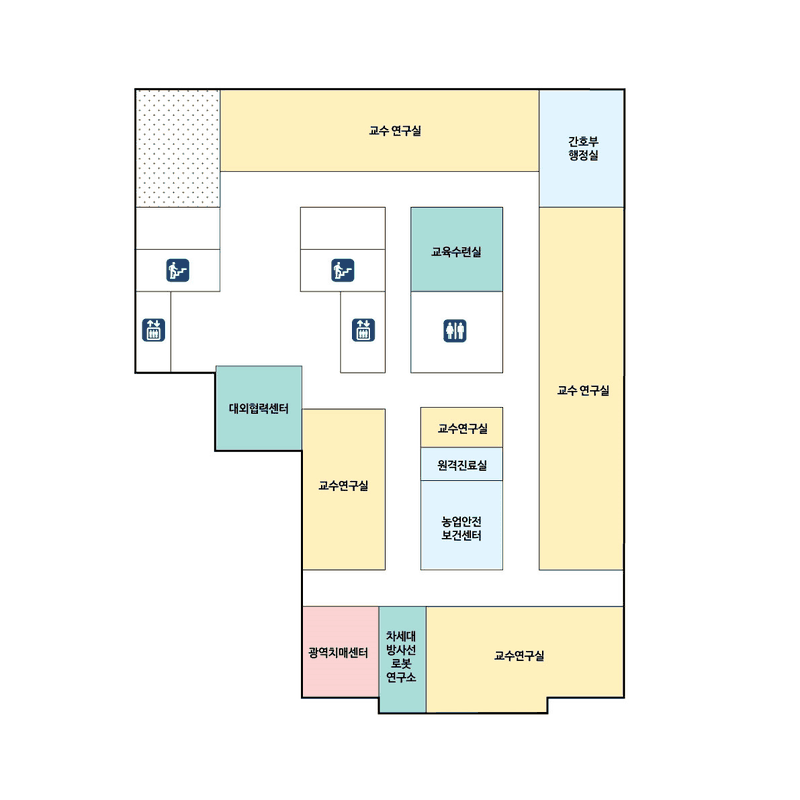 교수 연구실
간호부
행정실
교육수련실
교수 연구실
대외협력센터
교수연구실
원격진료실
교수연구실
농업안전
보건센터
광역치매센터
차세대
방사선
로봇
연구소
교수연구실